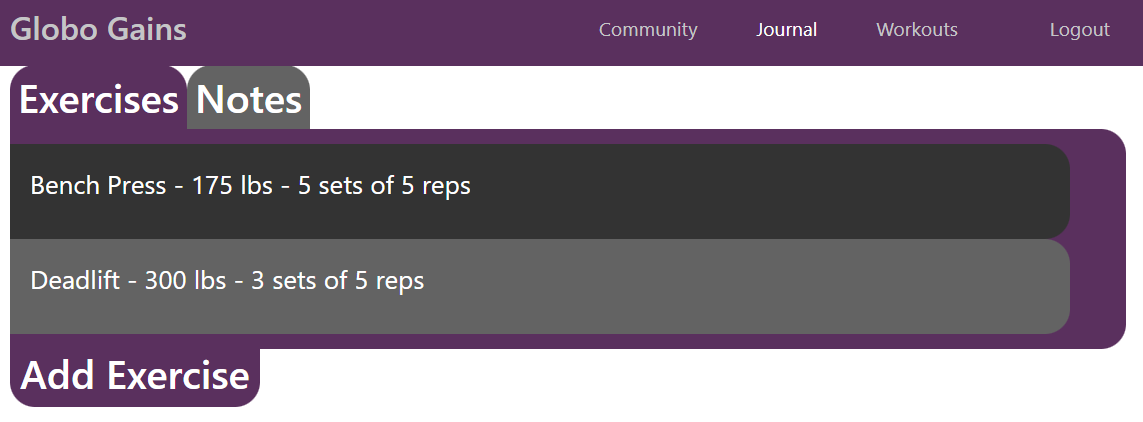 Globo Gains Community Journal Workouts Logout
Exercises Notes
Bench Press - 175 lbs - 5 sets of 5 reps
Deadlift - 300 lbs - 3 sets of 5 reps
Add Exercise